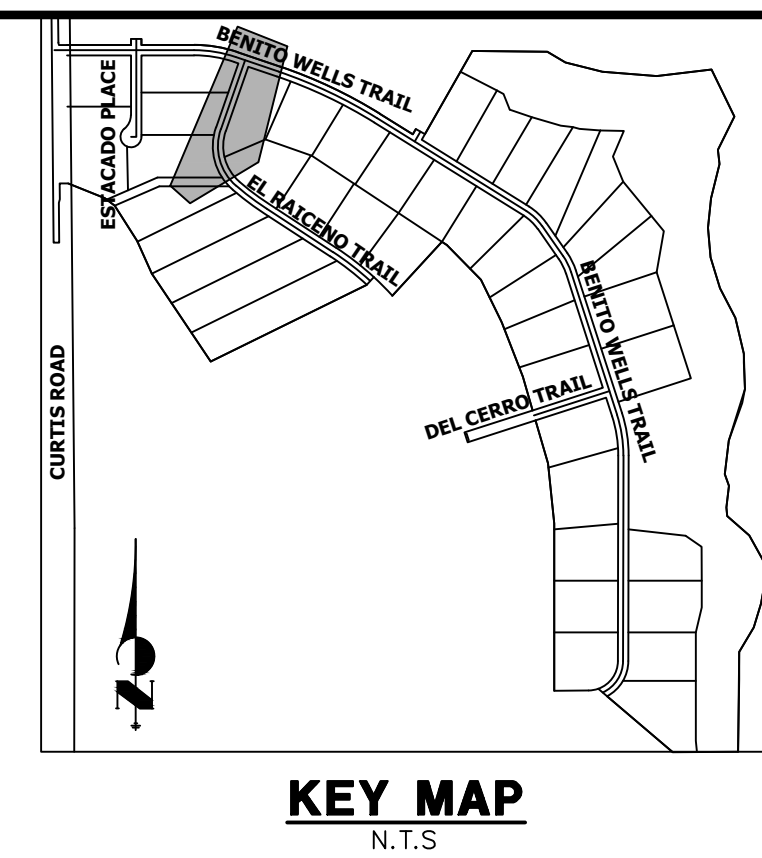 BENITO WELLS TRAIL
ESTACADO PLACE
EL RAICENO TRAIL
BENITO WELLS TRAIL
CURTIS ROAD
DEL CERRO TRAIL
N
KEY MAP
N.T.S